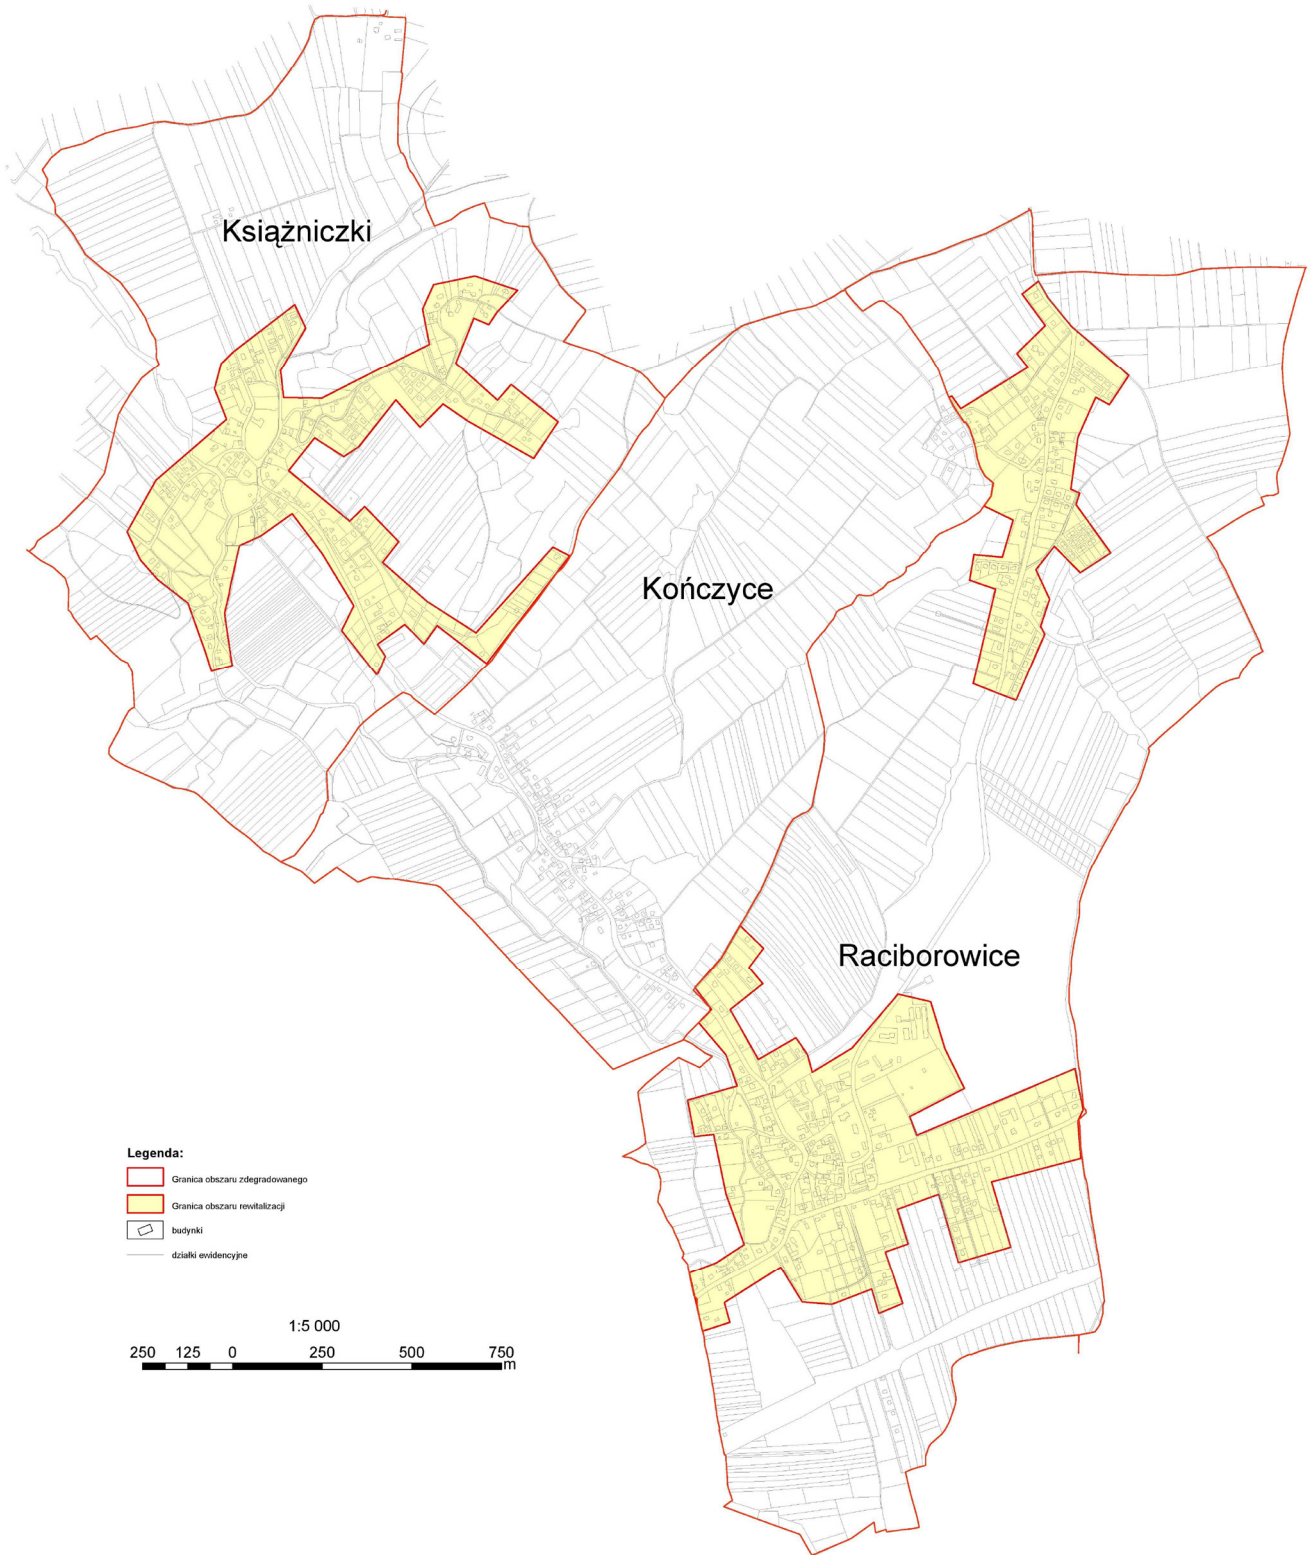 Książniczki
Kończyce
Raciborowice
Legenda:
Granica obszaru zdegradowanego
Granica obszaru rewitalizacji
budynki
działki ewidencyjne
1:5 000
250 125 0 250 500 750
m